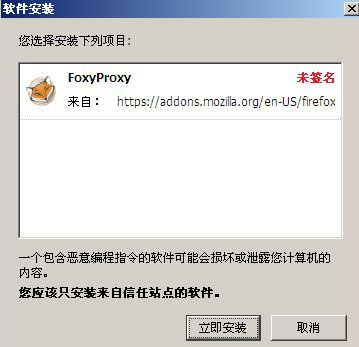 软件安装
您选择安装下列项目:
FoxyProxy 未签名
来自: https://addons.mozilla.org/en-US/firefox
一个包含恶意编程指令的软件可能会损坏或泄露您计算机的
内容。
您应该只安装来自信任站点的软件。
立即安装 取消